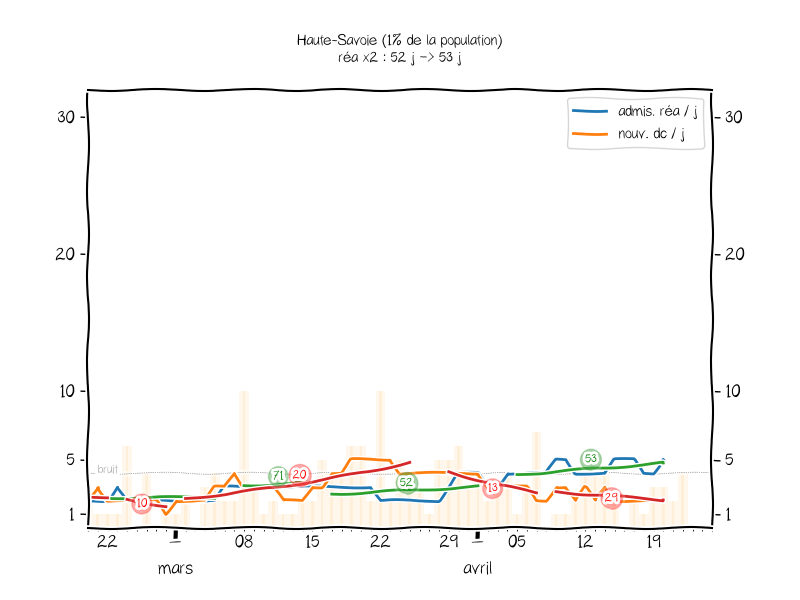 Haute-Savoie (1% de la population)
réa x2 : 52 j -> 53 j
admis. réa / j
nouv. dc / j
30 30
20 20
10 10
5 5
1 1
bruit
71 20 53
52
10 13 29
22 1 08 15 22 29 1 05 12 19
mars avril